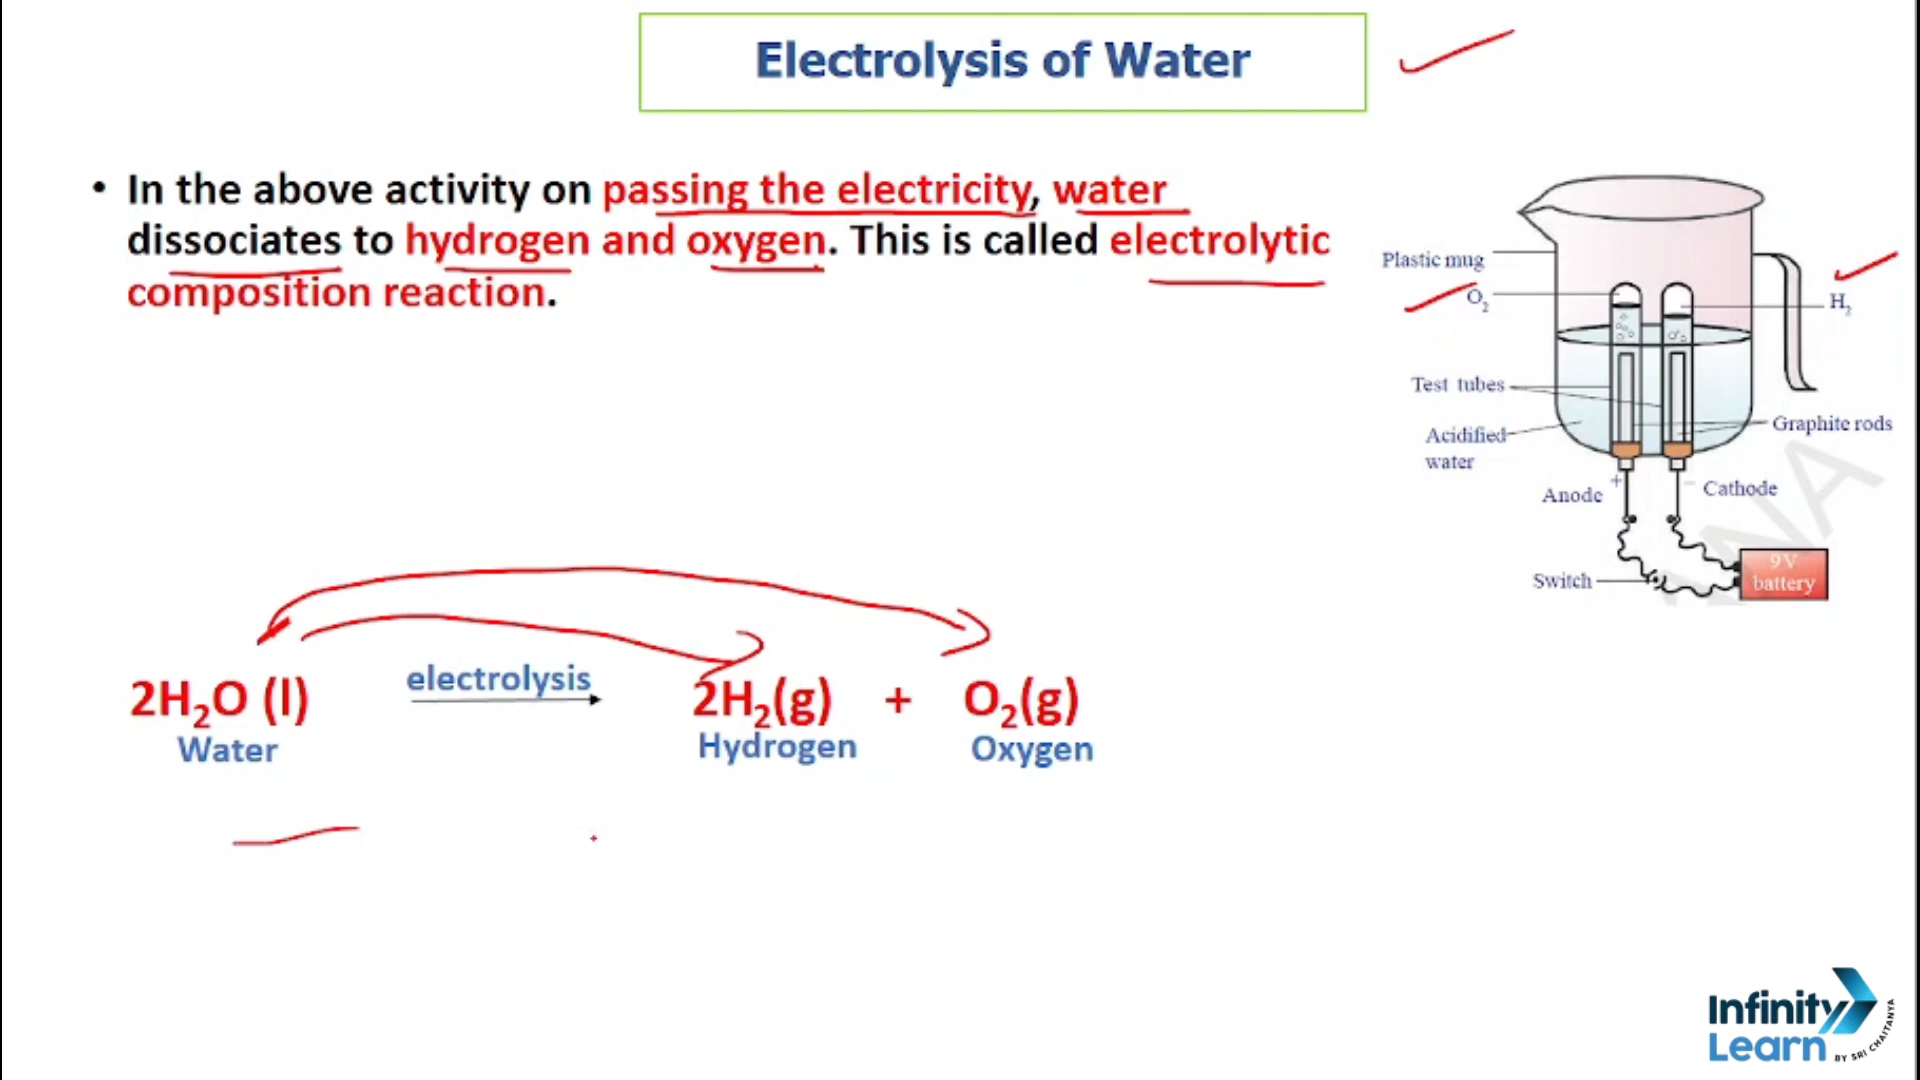 Electrolysis of Water
• In the above activity on passing the electricity, water
dissociates to hydrogen and oxygen. This is called electrolytic
composition reaction.
Plastic mug
O₂
H₂
Test tubes
Graphite rods
Acidified
water
Anode
+
-
Cathode
Switch
9V
battery
electrolysis
2H₂O (l) 2H₂(g) + O₂(g)
Water Hydrogen Oxygen
Infinity
Learn
BY SRI CHAITANYA